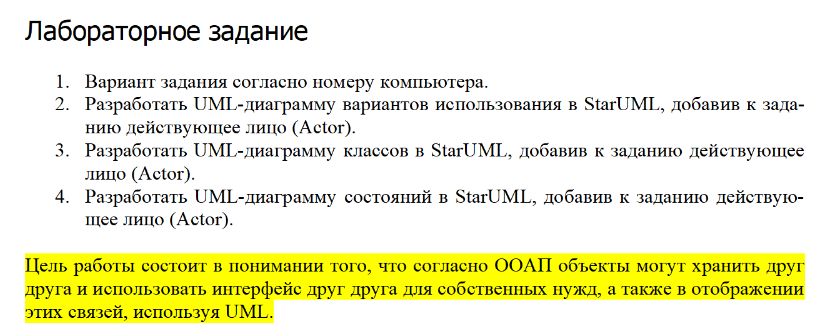 Лабораторное задание
1. Вариант задания согласно номеру компьютера.
2. Разработать UML-диаграмму вариантов использования в StarUML, добавив к зада-
нию действующее лицо (Actor).
3. Разработать UML-диаграмму классов в StarUML, добавив к заданию действующее
лицо (Actor).
4. Разработать UML-диаграмму состояний в StarUML, добавив к заданию действую-
щее лицо (Actor).
Цель работы состоит в понимании того, что согласно ООАП объекты могут хранить друг
друга и использовать интерфейс друг друга для собственных нужд, а также в отображении
этих связей, используя UML.